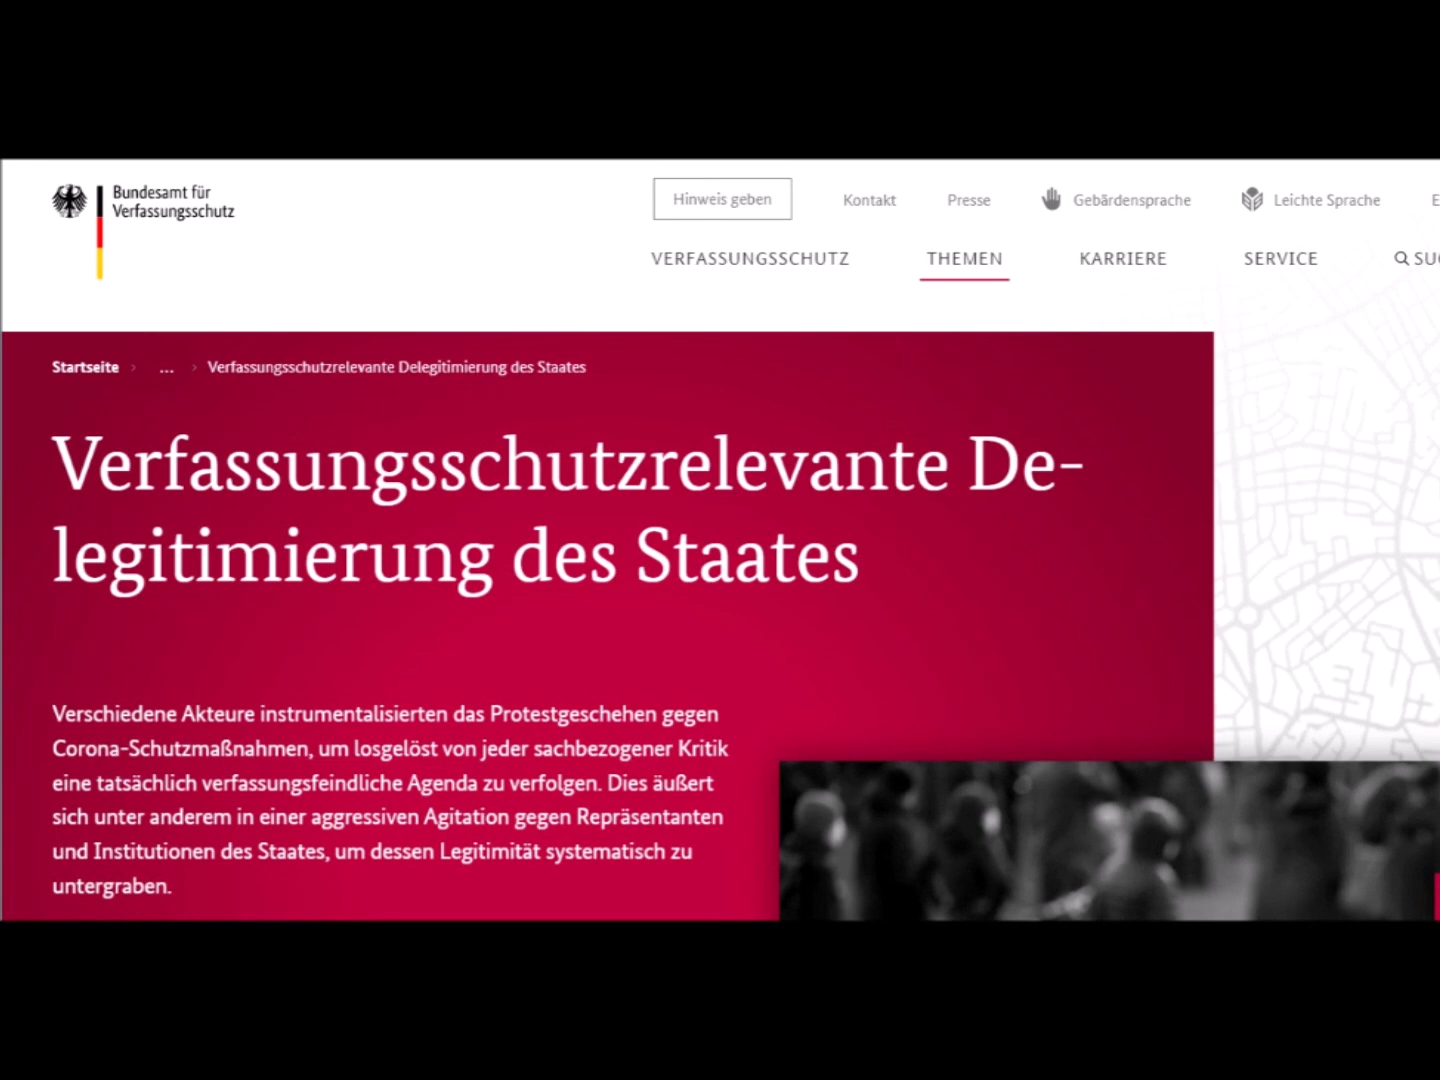 Bundesamt für
Verfassungsschutz
Hinweis geben
Kontakt
Presse
Gebärdensprache
Leichte Sprache
VERFASSUNGSSCHUTZ
THEMEN
KARRIERE
SERVICE
Startseite › ... › Verfassungsschutzrelevante Delegitimierung des Staates
Verfassungsschutzrelevante De-
legitimierung des Staates
Verschiedene Akteure instrumentalisierten das Protestgeschehen gegen
Corona-Schutzmaßnahmen, um losgelöst von jeder sachbezogener Kritik
eine tatsächlich verfassungsfeindliche Agenda zu verfolgen. Dies äußert
sich unter anderem in einer aggressiven Agitation gegen Repräsentanten
und Institutionen des Staates, um dessen Legitimität systematisch zu
untergraben.